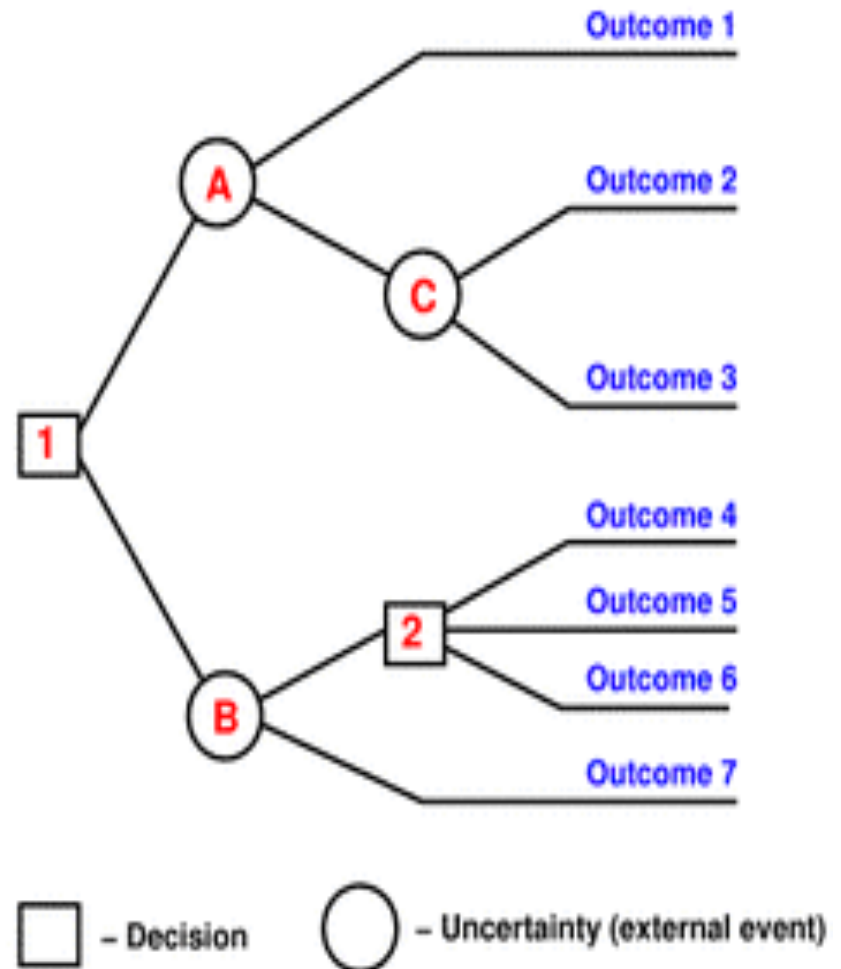 Outcome 1
A
Outcome 2
C
Outcome 3
1
Outcome 4
Outcome 5
2
Outcome 6
B
Outcome 7
– Decision
– Uncertainty (external event)